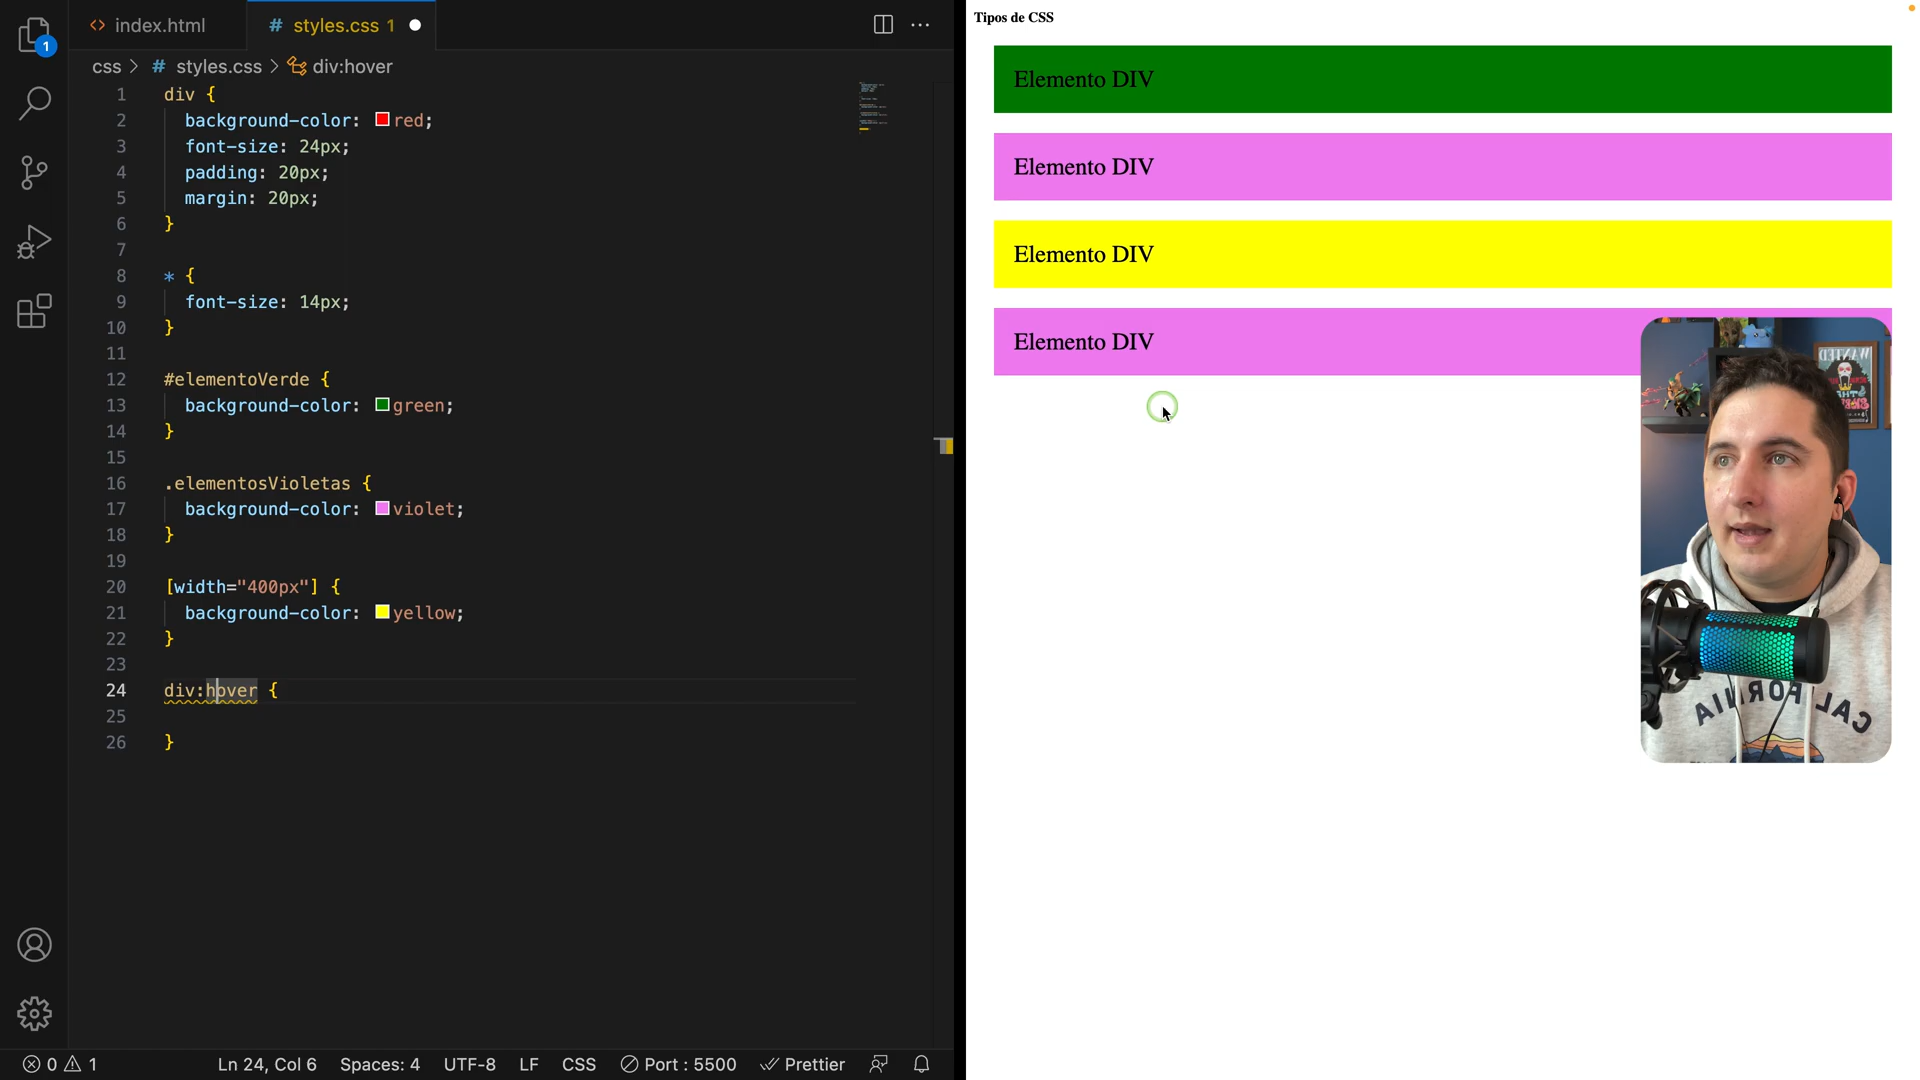 index.html
# styles.css 1
css > # styles.css > div:hover
1 div {
2 background-color: red;
3 font-size: 24px;
4 padding: 20px;
5 margin: 20px;
6 }
7
8 * {
9 font-size: 14px;
10 }
11
12 #elementoVerde {
13 background-color: green;
14 }
15
16 .elementosVioletas {
17 background-color: violet;
18 }
19
20 [width="400px"] {
21 background-color: yellow;
22 }
23
24 div:hover {
25
26 }
1
0 1 Ln 24, Col 6 Spaces: 4 UTF-8 LF CSS Port : 5500 Prettier
Tipos de CSS
Elemento DIV
Elemento DIV
Elemento DIV
Elemento DIV
WANTED
CALIFORNIA